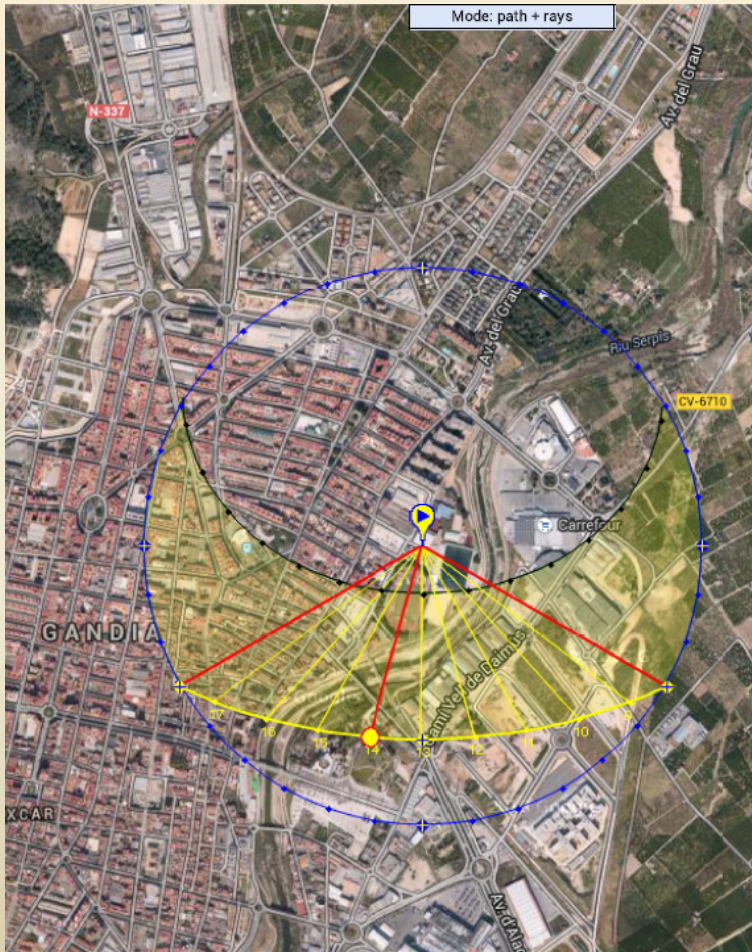 Mode: path + rays
N-337
Av. del Grau
Av. del Grau
Riu Serpis
CV-6710
Carrefour
GANDIA
Camí Vell de Daimús
17
16
15
14
13
12
11
10
9
XCAR
Av. d'Alac